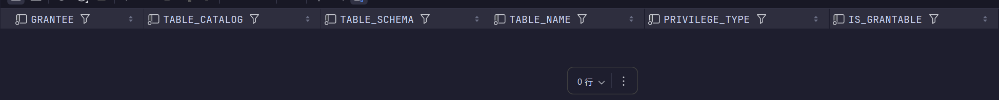 GRANTEE TABLE_CATALOG TABLE_SCHEMA TABLE_NAME PRIVILEGE_TYPE IS_GRANTABLE
0 行